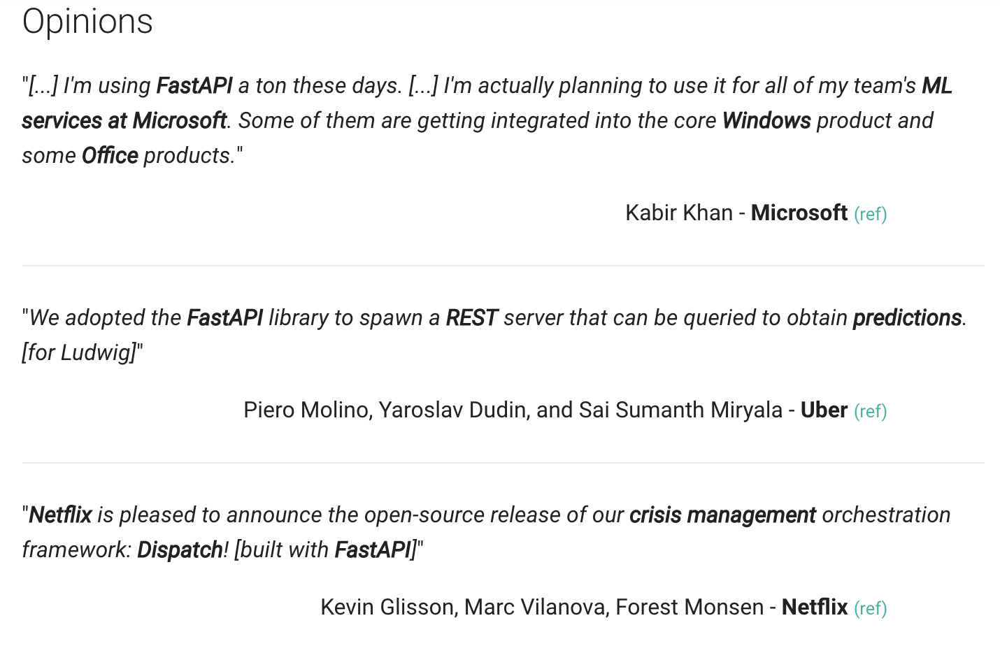 Opinions
"[...] I'm using FastAPI a ton these days. [...] I'm actually planning to use it for all of my team's ML
services at Microsoft. Some of them are getting integrated into the core Windows product and
some Office products."
Kabir Khan - Microsoft (ref)
"We adopted the FastAPI library to spawn a REST server that can be queried to obtain predictions.
[for Ludwig]"
Piero Molino, Yaroslav Dudin, and Sai Sumanth Miryala - Uber (ref)
"Netflix is pleased to announce the open-source release of our crisis management orchestration
framework: Dispatch! [built with FastAPI]"
Kevin Glisson, Marc Vilanova, Forest Monsen - Netflix (ref)